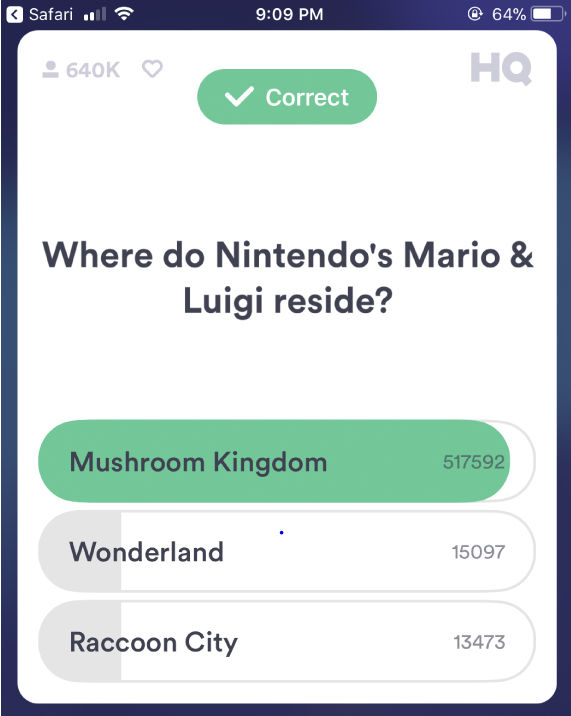 Safari 9:09 PM 64%
640K HQ
Correct
Where do Nintendo's Mario &
Luigi reside?
Mushroom Kingdom 517592
Wonderland 15097
Raccoon City 13473